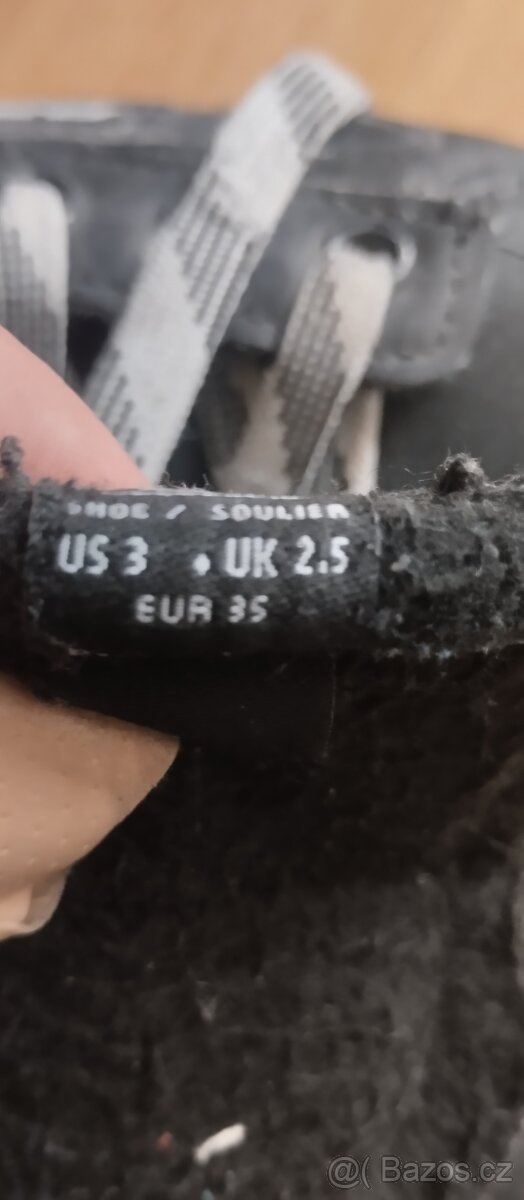 SHOE / SOULIER
US 3 • UK 2.5
EUR 35
@( Bazos.cz